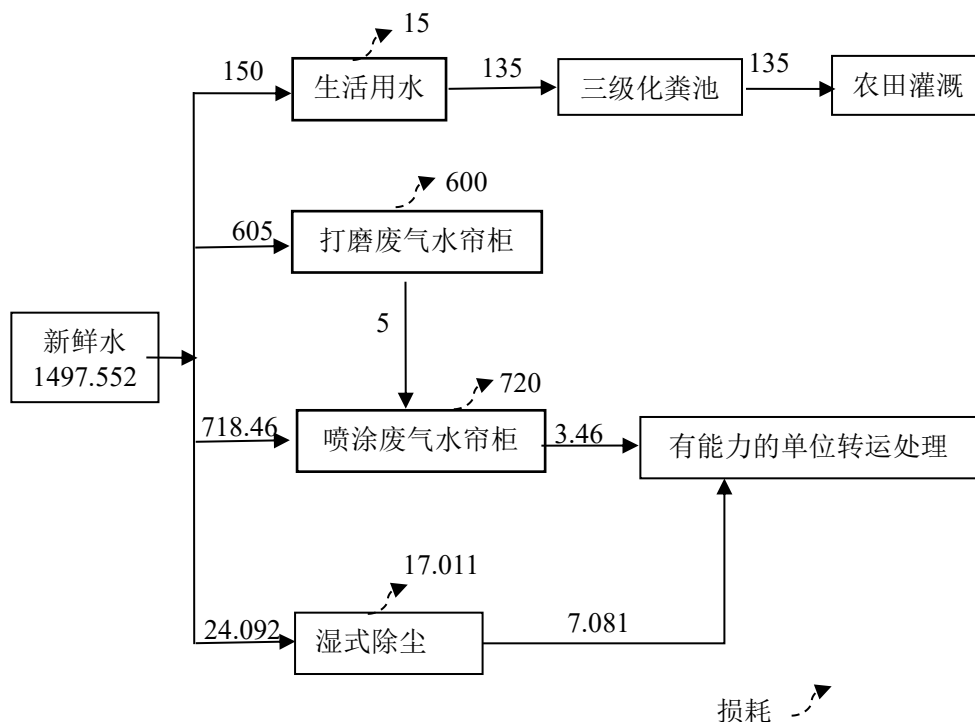 15
150
生活用水
135
三级化粪池
135
农田灌溉
600
605
打磨废气水帘柜
5
新鲜水
1497.552
720
718.46
喷涂废气水帘柜
3.46
有能力的单位转运处理
17.011
24.092
湿式除尘
7.081
损耗